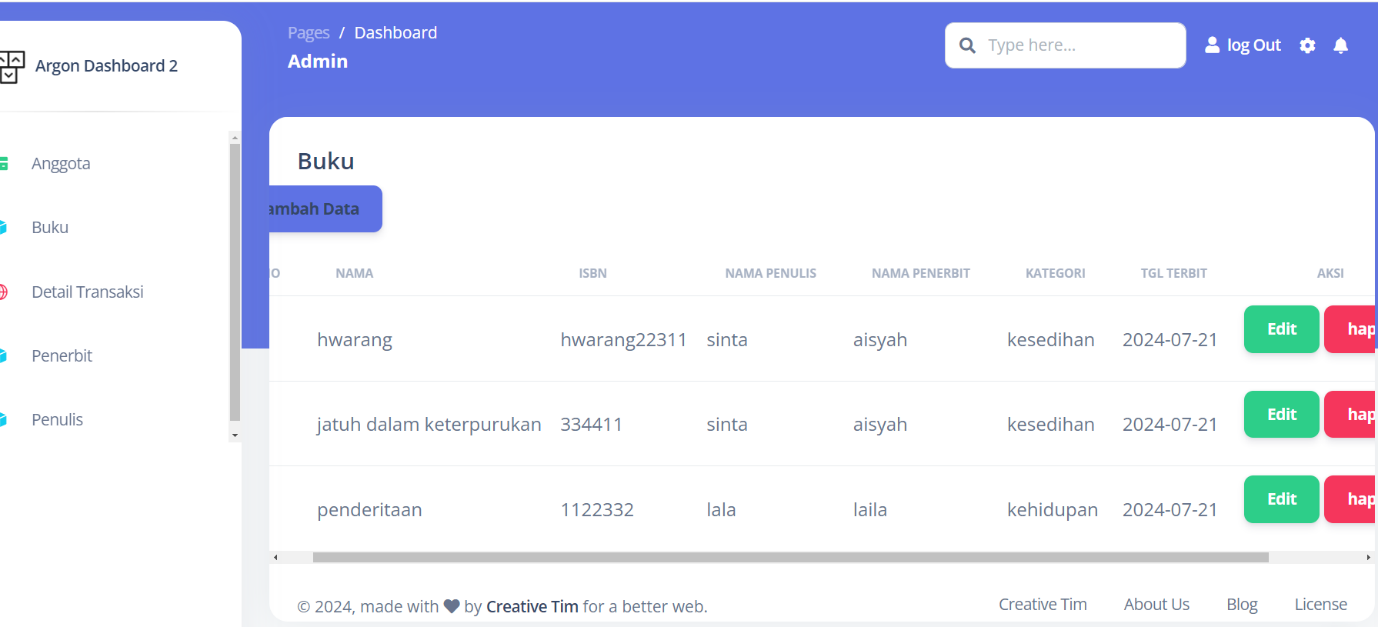 Pages / Dashboard
Admin
Type here...
log Out
Argon Dashboard 2
Anggota
Buku
Detail Transaksi
Penerbit
Penulis
Buku
ambah Data
O NAMA ISBN NAMA PENULIS NAMA PENERBIT KATEGORI TGL TERBIT AKSI
hwarang hwarang22311 sinta aisyah kesedihan 2024-07-21 Edit hap
jatuh dalam keterpurukan 334411 sinta aisyah kesedihan 2024-07-21 Edit hap
penderitaan 1122332 lala laila kehidupan 2024-07-21 Edit hap
© 2024, made with by Creative Tim for a better web.
Creative Tim About Us Blog License